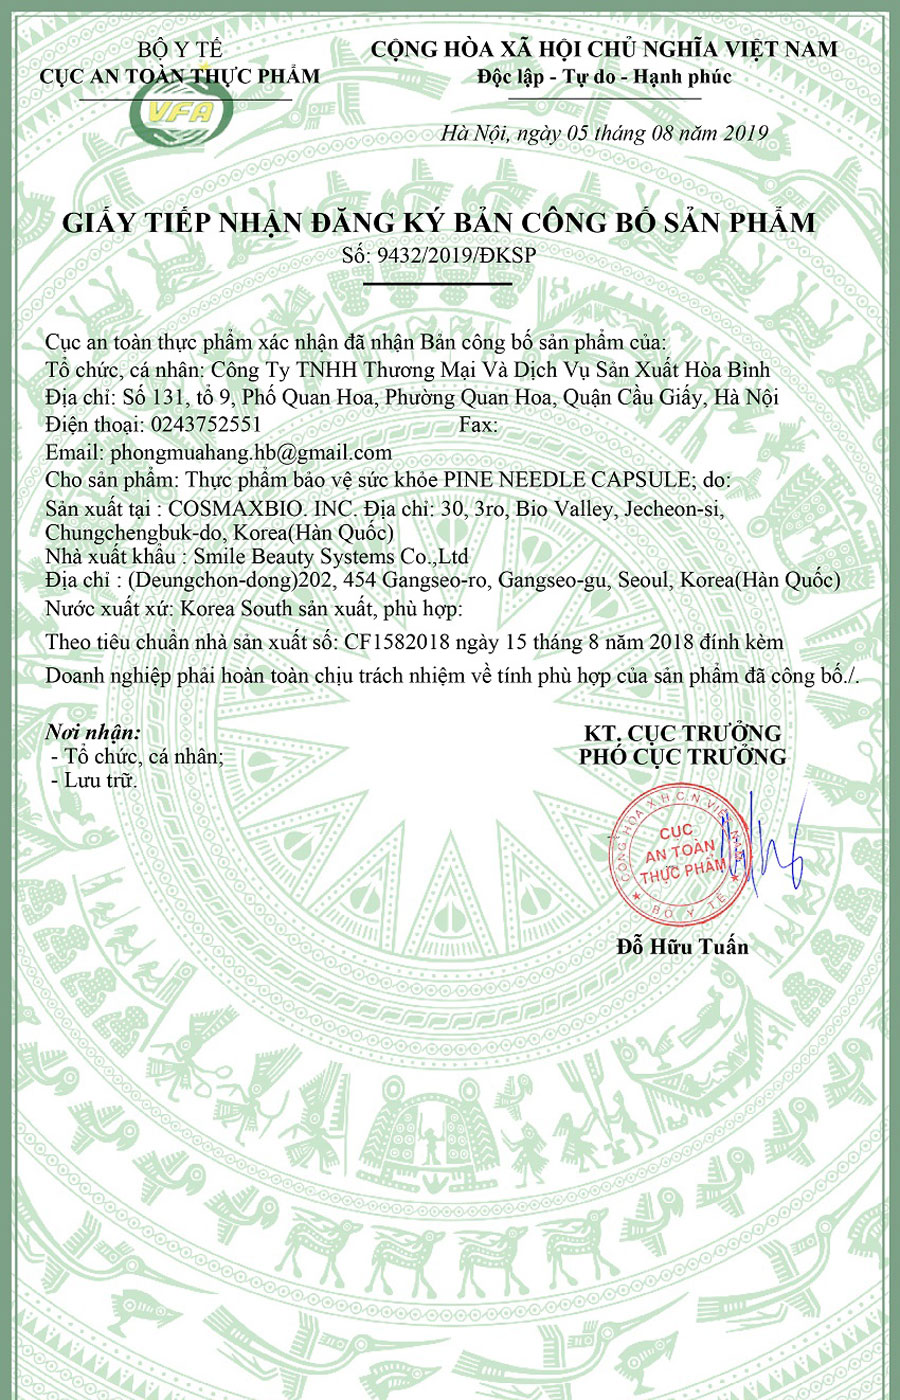 BỘ Y TẾ
CỤC AN TOÀN THỰC PHẨM
VFA
CỘNG HÒA XÃ HỘI CHỦ NGHĨA VIỆT NAM
Độc lập - Tự do - Hạnh phúc
Hà Nội, ngày 05 tháng 08 năm 2019
GIẤY TIẾP NHẬN ĐĂNG KÝ BẢN CÔNG BỐ SẢN PHẨM
Số: 9432/2019/ĐKSP
Cục an toàn thực phẩm xác nhận đã nhận Bản công bố sản phẩm của:
Tổ chức, cá nhân: Công Ty TNHH Thương Mại Và Dịch Vụ Sản Xuất Hòa Bình
Địa chỉ: Số 131, tổ 9, Phố Quan Hoa, Phường Quan Hoa, Quận Cầu Giấy, Hà Nội
Điện thoại: 0243752551 Fax:
Email: phongmuahang.hb@gmail.com
Cho sản phẩm: Thực phẩm bảo vệ sức khỏe PINE NEEDLE CAPSULE; do:
Sản xuất tại : COSMAXBIO. INC. Địa chỉ: 30, 3ro, Bio Valley, Jecheon-si,
Chungchengbuk-do, Korea(Hàn Quốc)
Nhà xuất khẩu : Smile Beauty Systems Co.,Ltd
Địa chỉ : (Deungchon-dong)202, 454 Gangseo-ro, Gangseo-gu, Seoul, Korea(Hàn Quốc)
Nước xuất xứ: Korea South sản xuất, phù hợp:
Theo tiêu chuẩn nhà sản xuất số: CF1582018 ngày 15 tháng 8 năm 2018 đính kèm
Doanh nghiệp phải hoàn toàn chịu trách nhiệm về tính phù hợp của sản phẩm đã công bố./.
Nơi nhận:
- Tổ chức, cá nhân;
- Lưu trữ.
KT. CỤC TRƯỞNG
PHÓ CỤC TRƯỞNG
CỘNG HÒA X.H.C.N VIỆT NAM
CỤC
AN TOÀN
THỰC PHẨM
BỘ Y TẾ
Đỗ Hữu Tuấn